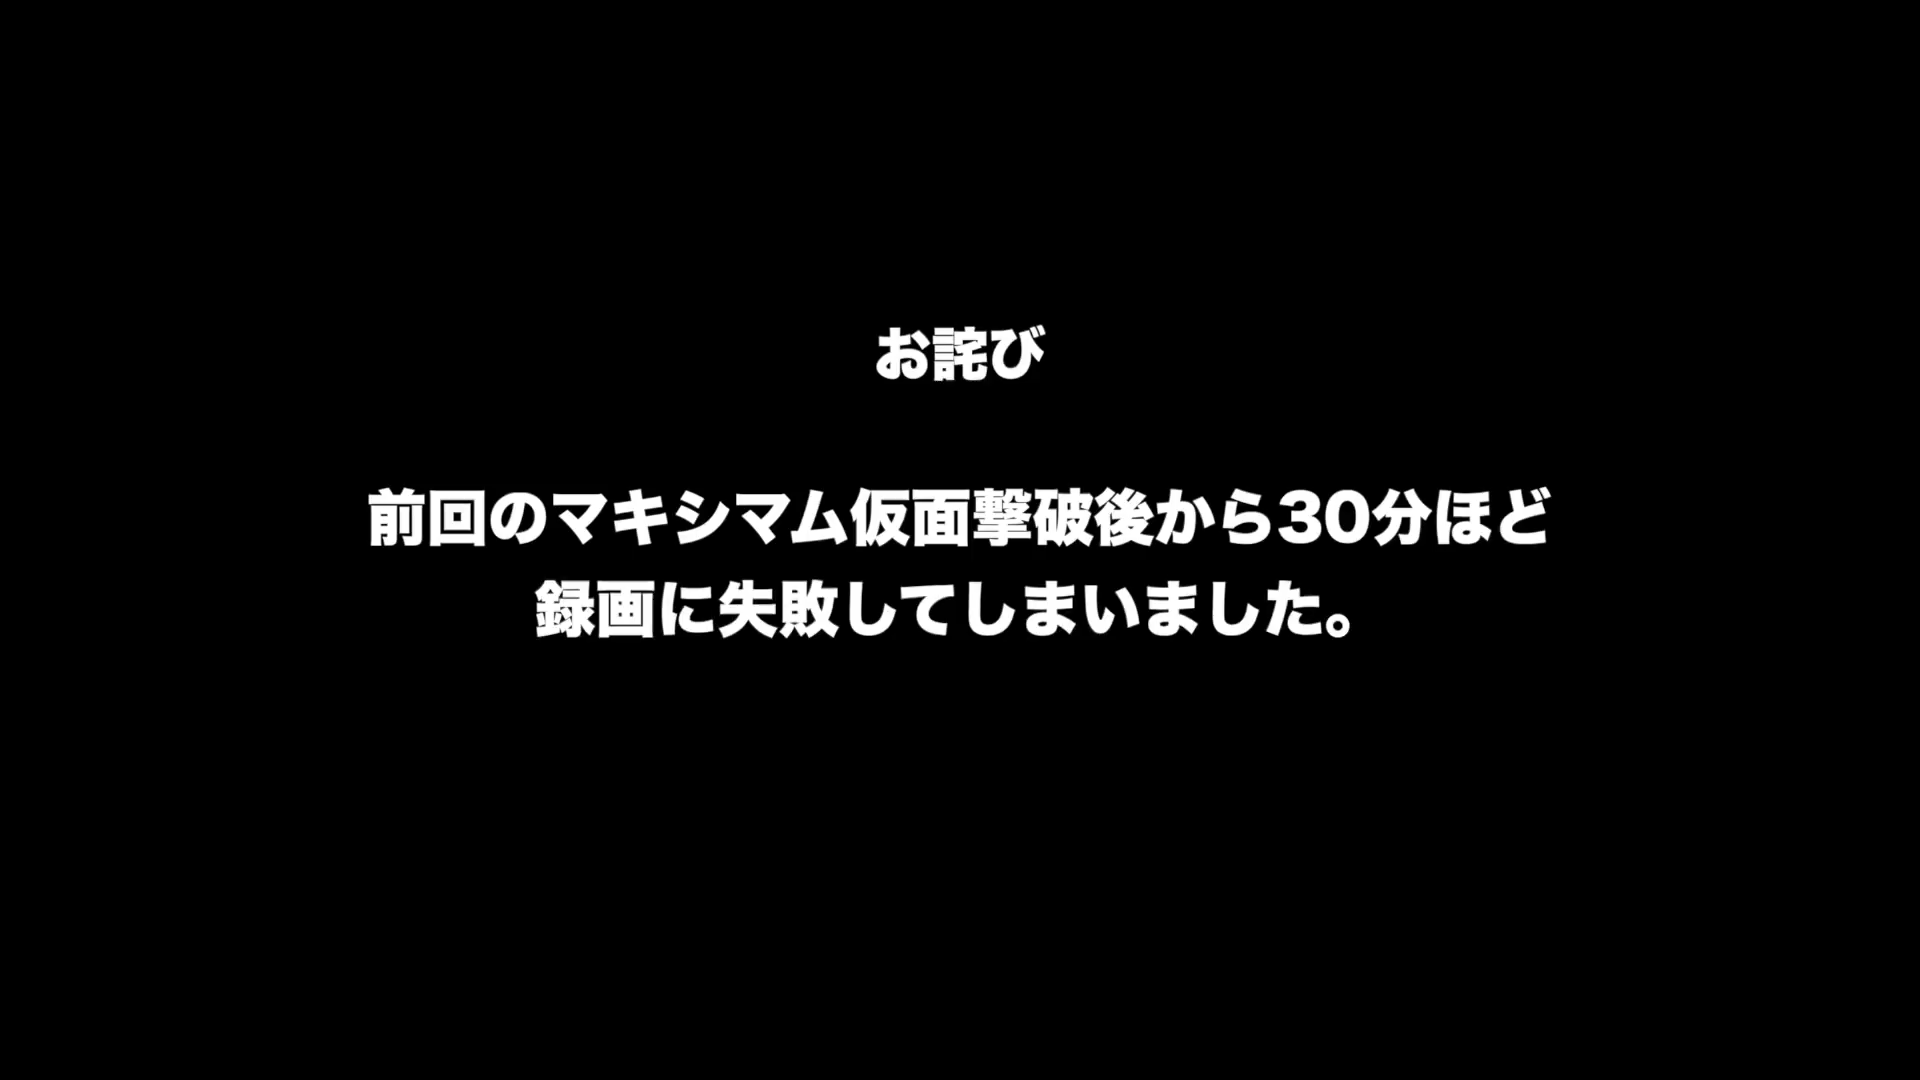 お詫び
前回のマキシマム仮面撃破後から30分ほど
録画に失敗してしまいました。